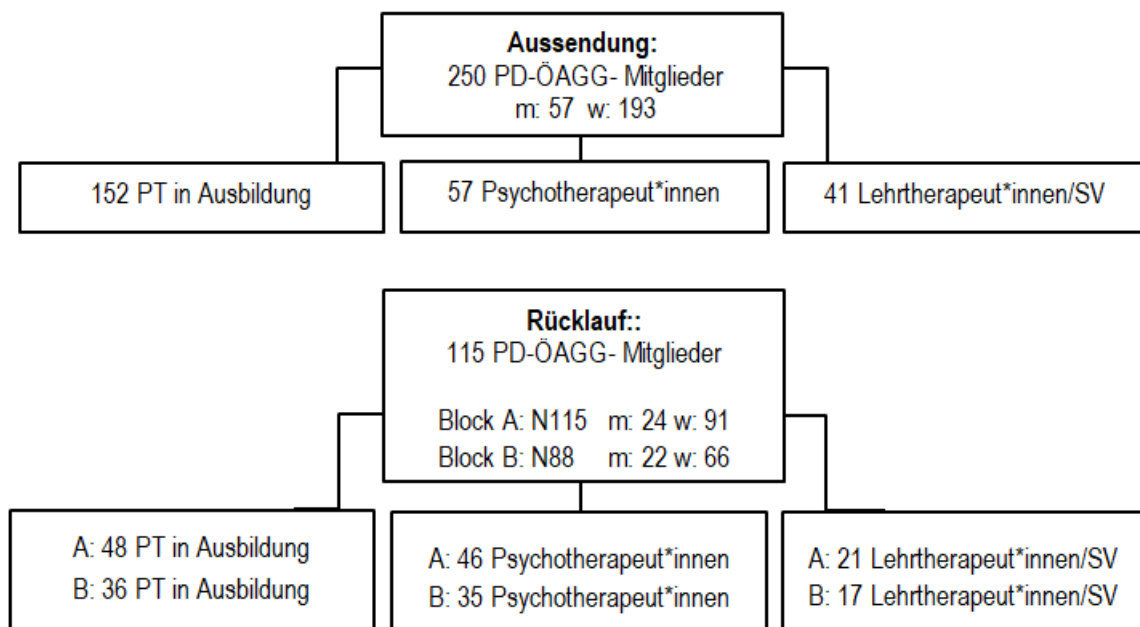 Aussendung:
250 PD-ÖAGG- Mitglieder
m: 57 w: 193
152 PT in Ausbildung
57 Psychotherapeut*innen
41 Lehrtherapeut*innen/SV
Rücklauf::
115 PD-ÖAGG- Mitglieder
Block A: N115 m: 24 w: 91
Block B: N88 m: 22 w: 66
A: 48 PT in Ausbildung
B: 36 PT in Ausbildung
A: 46 Psychotherapeut*innen
B: 35 Psychotherapeut*innen
A: 21 Lehrtherapeut*innen/SV
B: 17 Lehrtherapeut*innen/SV